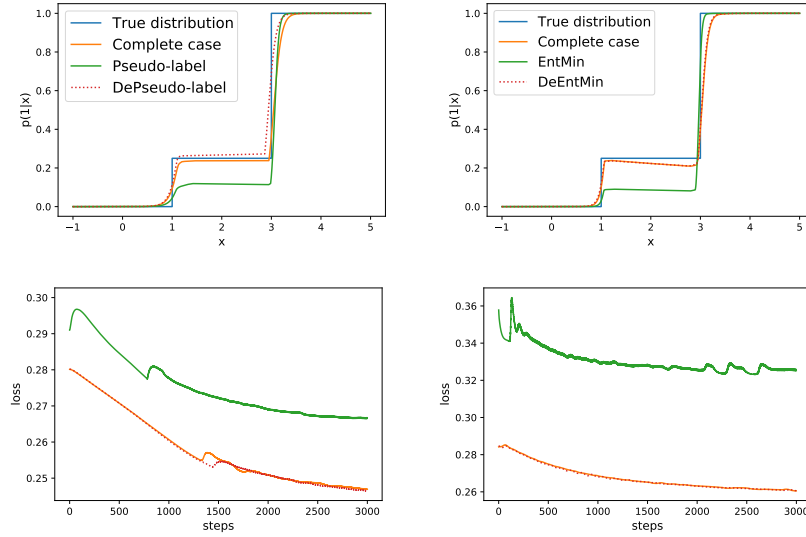 1.0
0.8
0.6
0.4
0.2
0.0
p(1|x)
True distribution
Complete case
Pseudo-label
DePseudo-label
−1 0 1 2 3 4 5
x
1.0
0.8
0.6
0.4
0.2
0.0
p(1|x)
True distribution
Complete case
EntMin
DeEntMin
−1 0 1 2 3 4 5
x
0.30
0.29
0.28
0.27
0.26
0.25
loss
0 500 1000 1500 2000 2500 3000
steps
0.36
0.34
0.32
0.30
0.28
0.26
loss
0 500 1000 1500 2000 2500 3000
steps